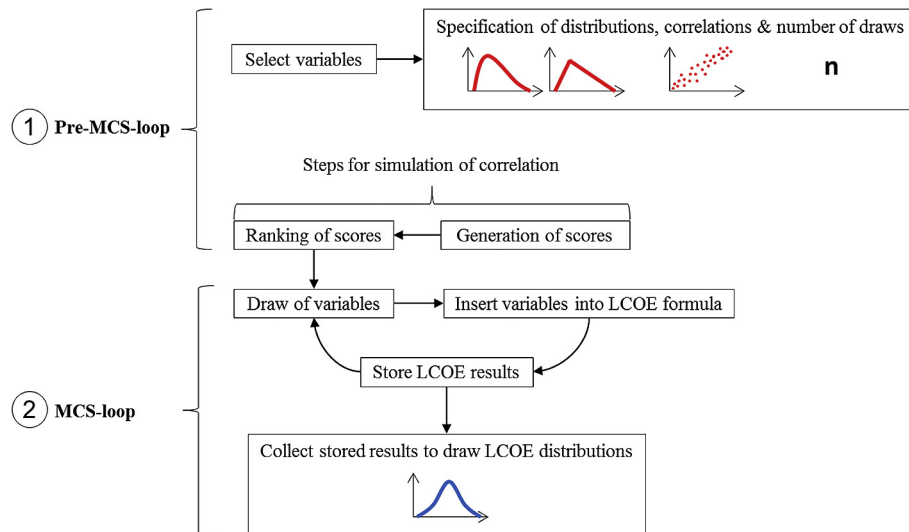 Specification of distributions, correlations & number of draws
Select variables
n
1 Pre-MCS-loop
Steps for simulation of correlation
Ranking of scores
Generation of scores
Draw of variables
Insert variables into LCOE formula
Store LCOE results
2 MCS-loop
Collect stored results to draw LCOE distributions